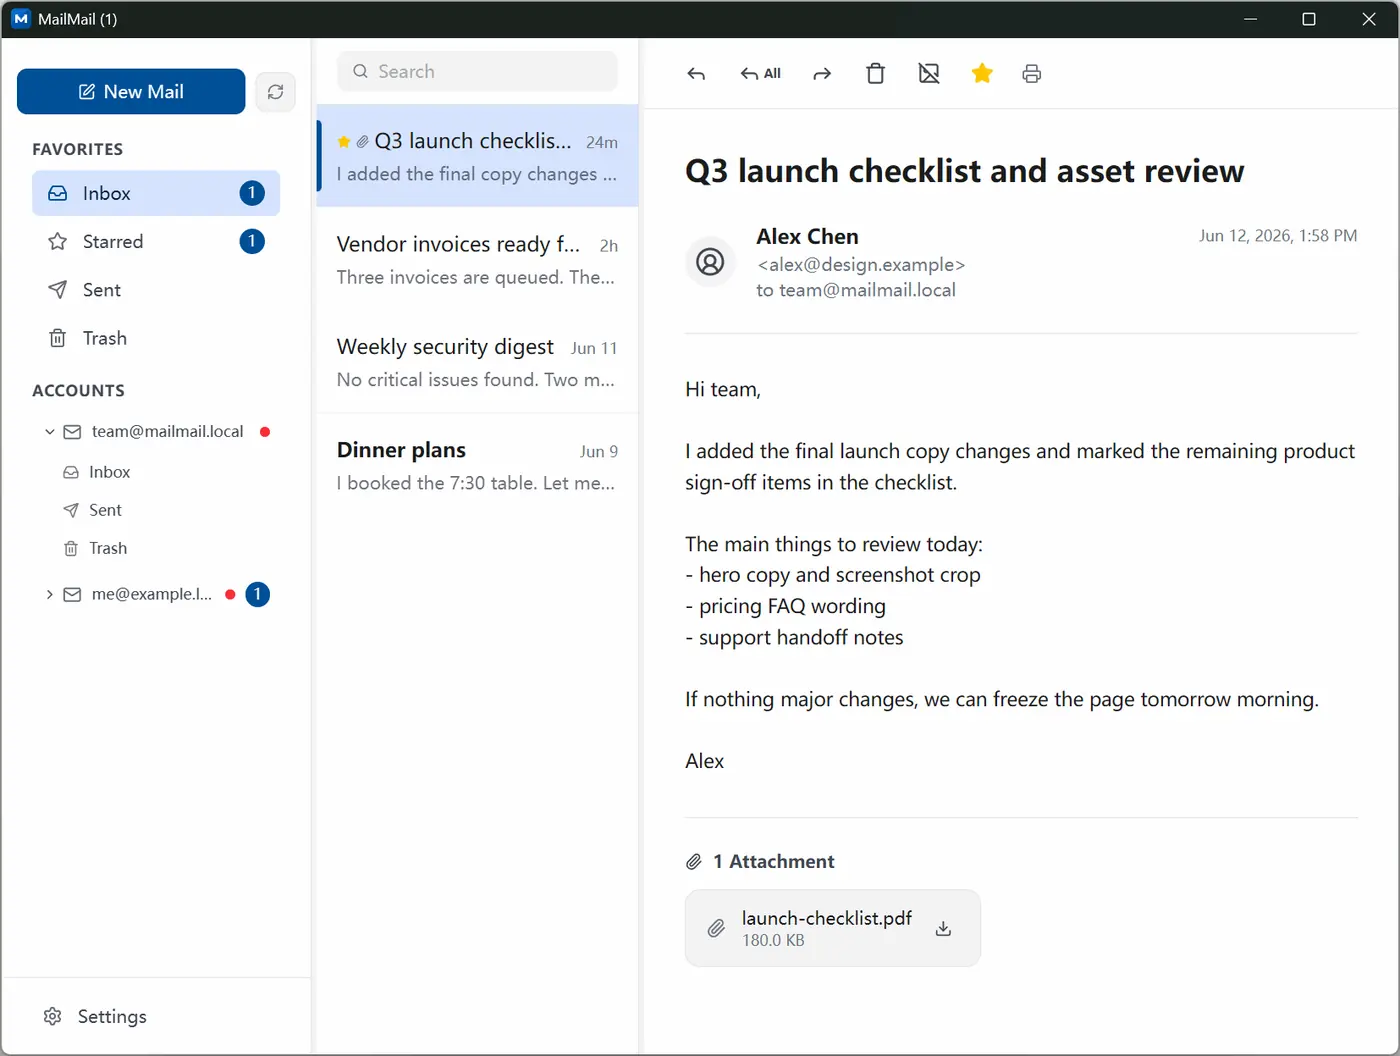 MailMail (1)
New Mail
FAVORITES
Inbox 1
Starred 1
Sent
Trash
ACCOUNTS
team@mailmail.local
Inbox
Sent
Trash
me@example.l... 1
Settings
Search
Q3 launch checklis... 24m
I added the final copy changes ...
Vendor invoices ready f... 2h
Three invoices are queued. The...
Weekly security digest Jun 11
No critical issues found. Two m...
Dinner plans Jun 9
I booked the 7:30 table. Let me...
All
Q3 launch checklist and asset review
Alex Chen Jun 12, 2026, 1:58 PM
<alex@design.example>
to team@mailmail.local
Hi team,
I added the final launch copy changes and marked the remaining product
sign-off items in the checklist.
The main things to review today:
- hero copy and screenshot crop
- pricing FAQ wording
- support handoff notes
If nothing major changes, we can freeze the page tomorrow morning.
Alex
1 Attachment
launch-checklist.pdf
180.0 KB